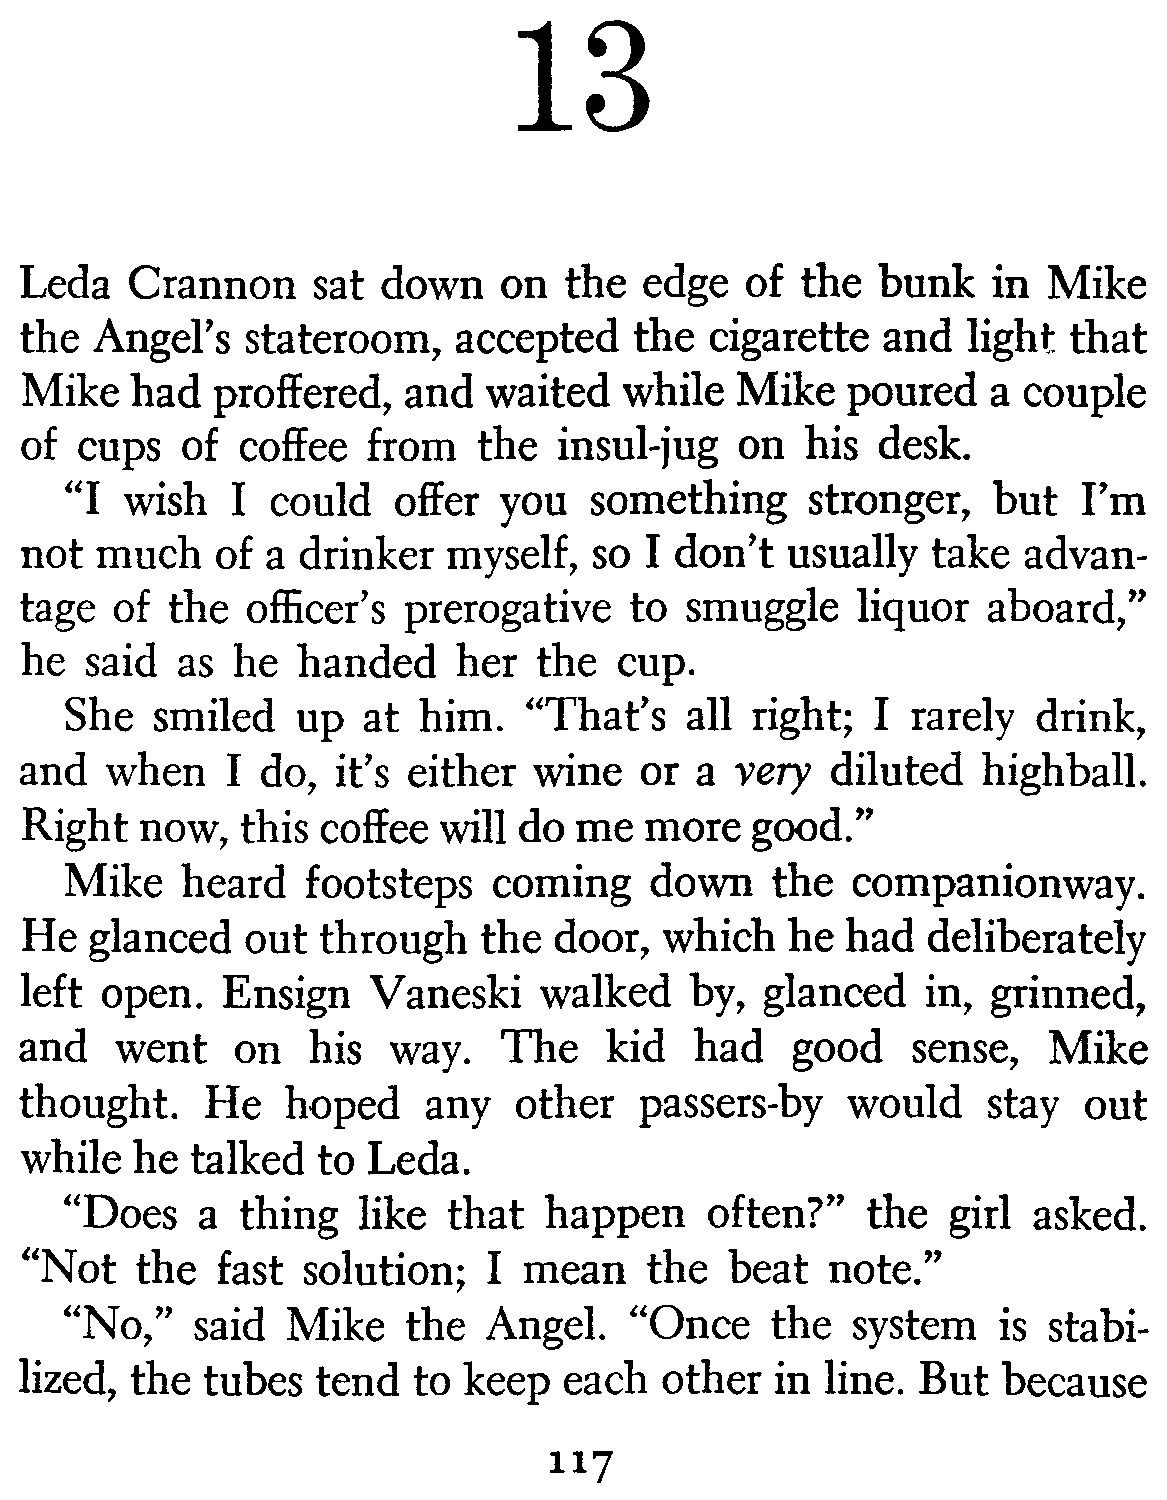 13
Leda Crannon sat down on the edge of the bunk in Mike
the Angel's stateroom, accepted the cigarette and light that
Mike had proffered, and waited while Mike poured a couple
of cups of coffee from the insul-jug on his desk.
“I wish I could offer you something stronger, but I'm
not much of a drinker myself, so I don't usually take advan-
tage of the officer's prerogative to smuggle liquor aboard,”
he said as he handed her the cup.
She smiled up at him. “That's all right; I rarely drink,
and when I do, it's either wine or a very diluted highball.
Right now, this coffee will do me more good.”
Mike heard footsteps coming down the companionway.
He glanced out through the door, which he had deliberately
left open. Ensign Vaneski walked by, glanced in, grinned,
and went on his way. The kid had good sense, Mike
thought. He hoped any other passers-by would stay out
while he talked to Leda.
“Does a thing like that happen often?” the girl asked.
“Not the fast solution; I mean the beat note.”
“No,” said Mike the Angel. “Once the system is stabi-
lized, the tubes tend to keep each other in line. But because
117